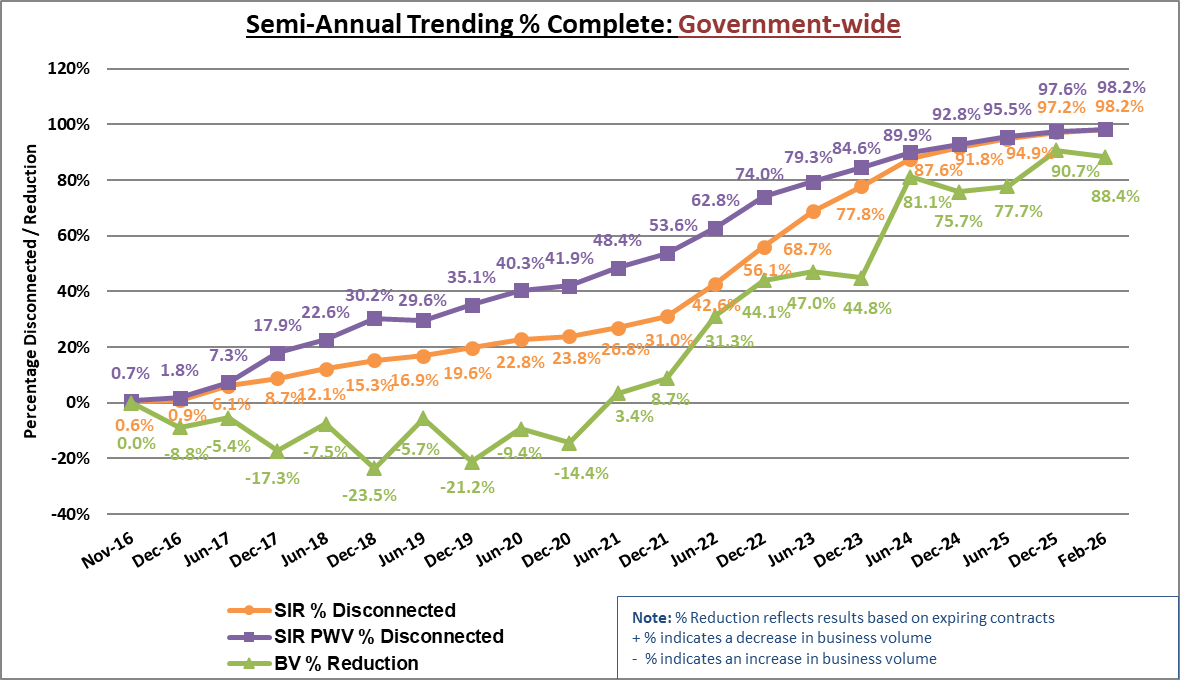 Semi-Annual Trending % Complete: Government-wide
Percentage Disconnected / Reduction
120%
100%
80%
60%
40%
20%
0%
-20%
-40%
0.7%
1.8%
7.3%
17.9%
22.6%
30.2%
29.6%
35.1%
40.3%
41.9%
48.4%
53.6%
62.8%
74.0%
79.3%
84.6%
89.9%
92.8%
95.5%
97.6%
98.2%
0.6%
0.9%
6.1%
8.7%
12.1%
15.3%
16.9%
19.6%
22.8%
23.8%
26.8%
31.0%
42.6%
56.1%
68.7%
77.8%
87.6%
91.8%
94.9%
97.2%
98.2%
0.0%
-8.8%
-5.4%
-17.3%
-7.5%
-23.5%
-5.7%
-21.2%
-9.4%
-14.4%
3.4%
8.7%
31.3%
44.1%
47.0%
44.8%
81.1%
75.7%
77.7%
90.7%
88.4%
Nov-16
Dec-16
Jun-17
Dec-17
Jun-18
Dec-18
Jun-19
Dec-19
Jun-20
Dec-20
Jun-21
Dec-21
Jun-22
Dec-22
Jun-23
Dec-23
Jun-24
Dec-24
Jun-25
Dec-25
Feb-26
SIR % Disconnected
SIR PWV % Disconnected
BV % Reduction
Note: % Reduction reflects results based on expiring contracts
+ % indicates a decrease in business volume
- % indicates an increase in business volume